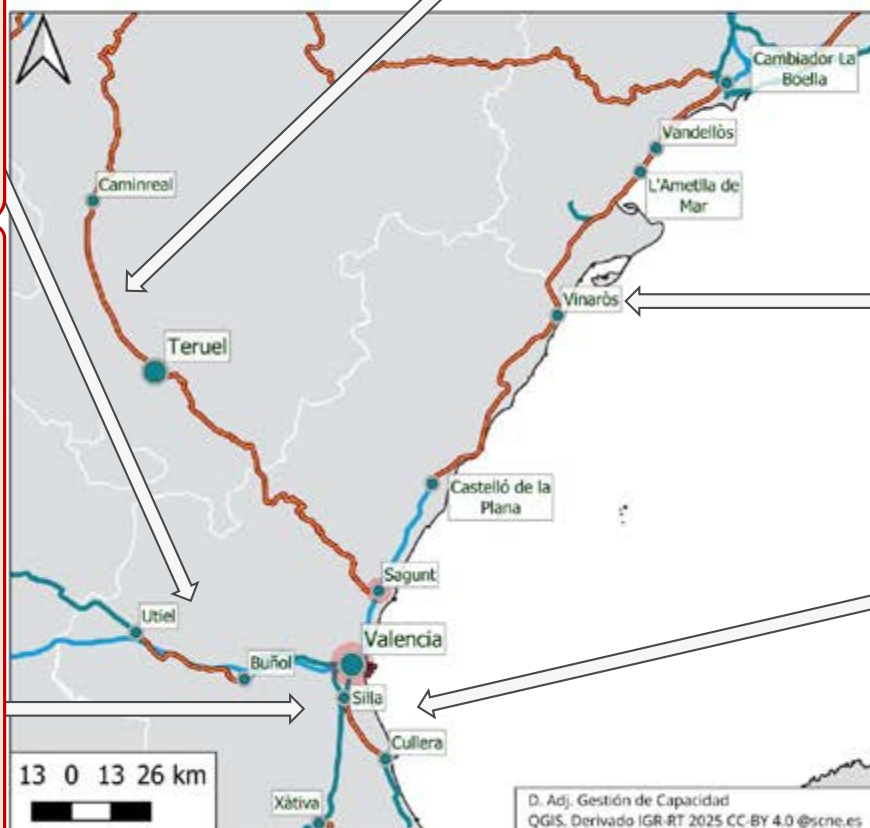 Cambiador La
Boella
Vandellòs
Caminreal
L'Ametlla de
Mar
Vinaròs
Teruel
Castelló de la
Plana
Sagunt
Utiel
Valencia
Buñol
Silla
Cullera
13 0 13 26 km
Xàtiva
D. Adj. Gestión de Capacidad
QGIS. Derivado IGR-RT 2025 CC-BY 4.0 @scne.es